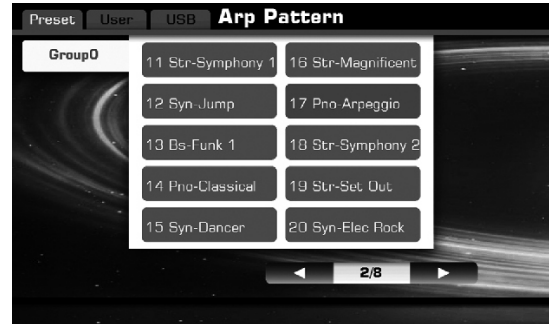 Preset User USB Arp Pattern
Group0
11 Str-Symphony 1 16 Str-Magnificent
12 Syn-Jump 17 Pno-Arpeggio
13 Bs-Funk 1 18 Str-Symphony 2
14 Pno-Classical 19 Str-Set Out
15 Syn-Dancer 20 Syn-Elec Rock
2/8